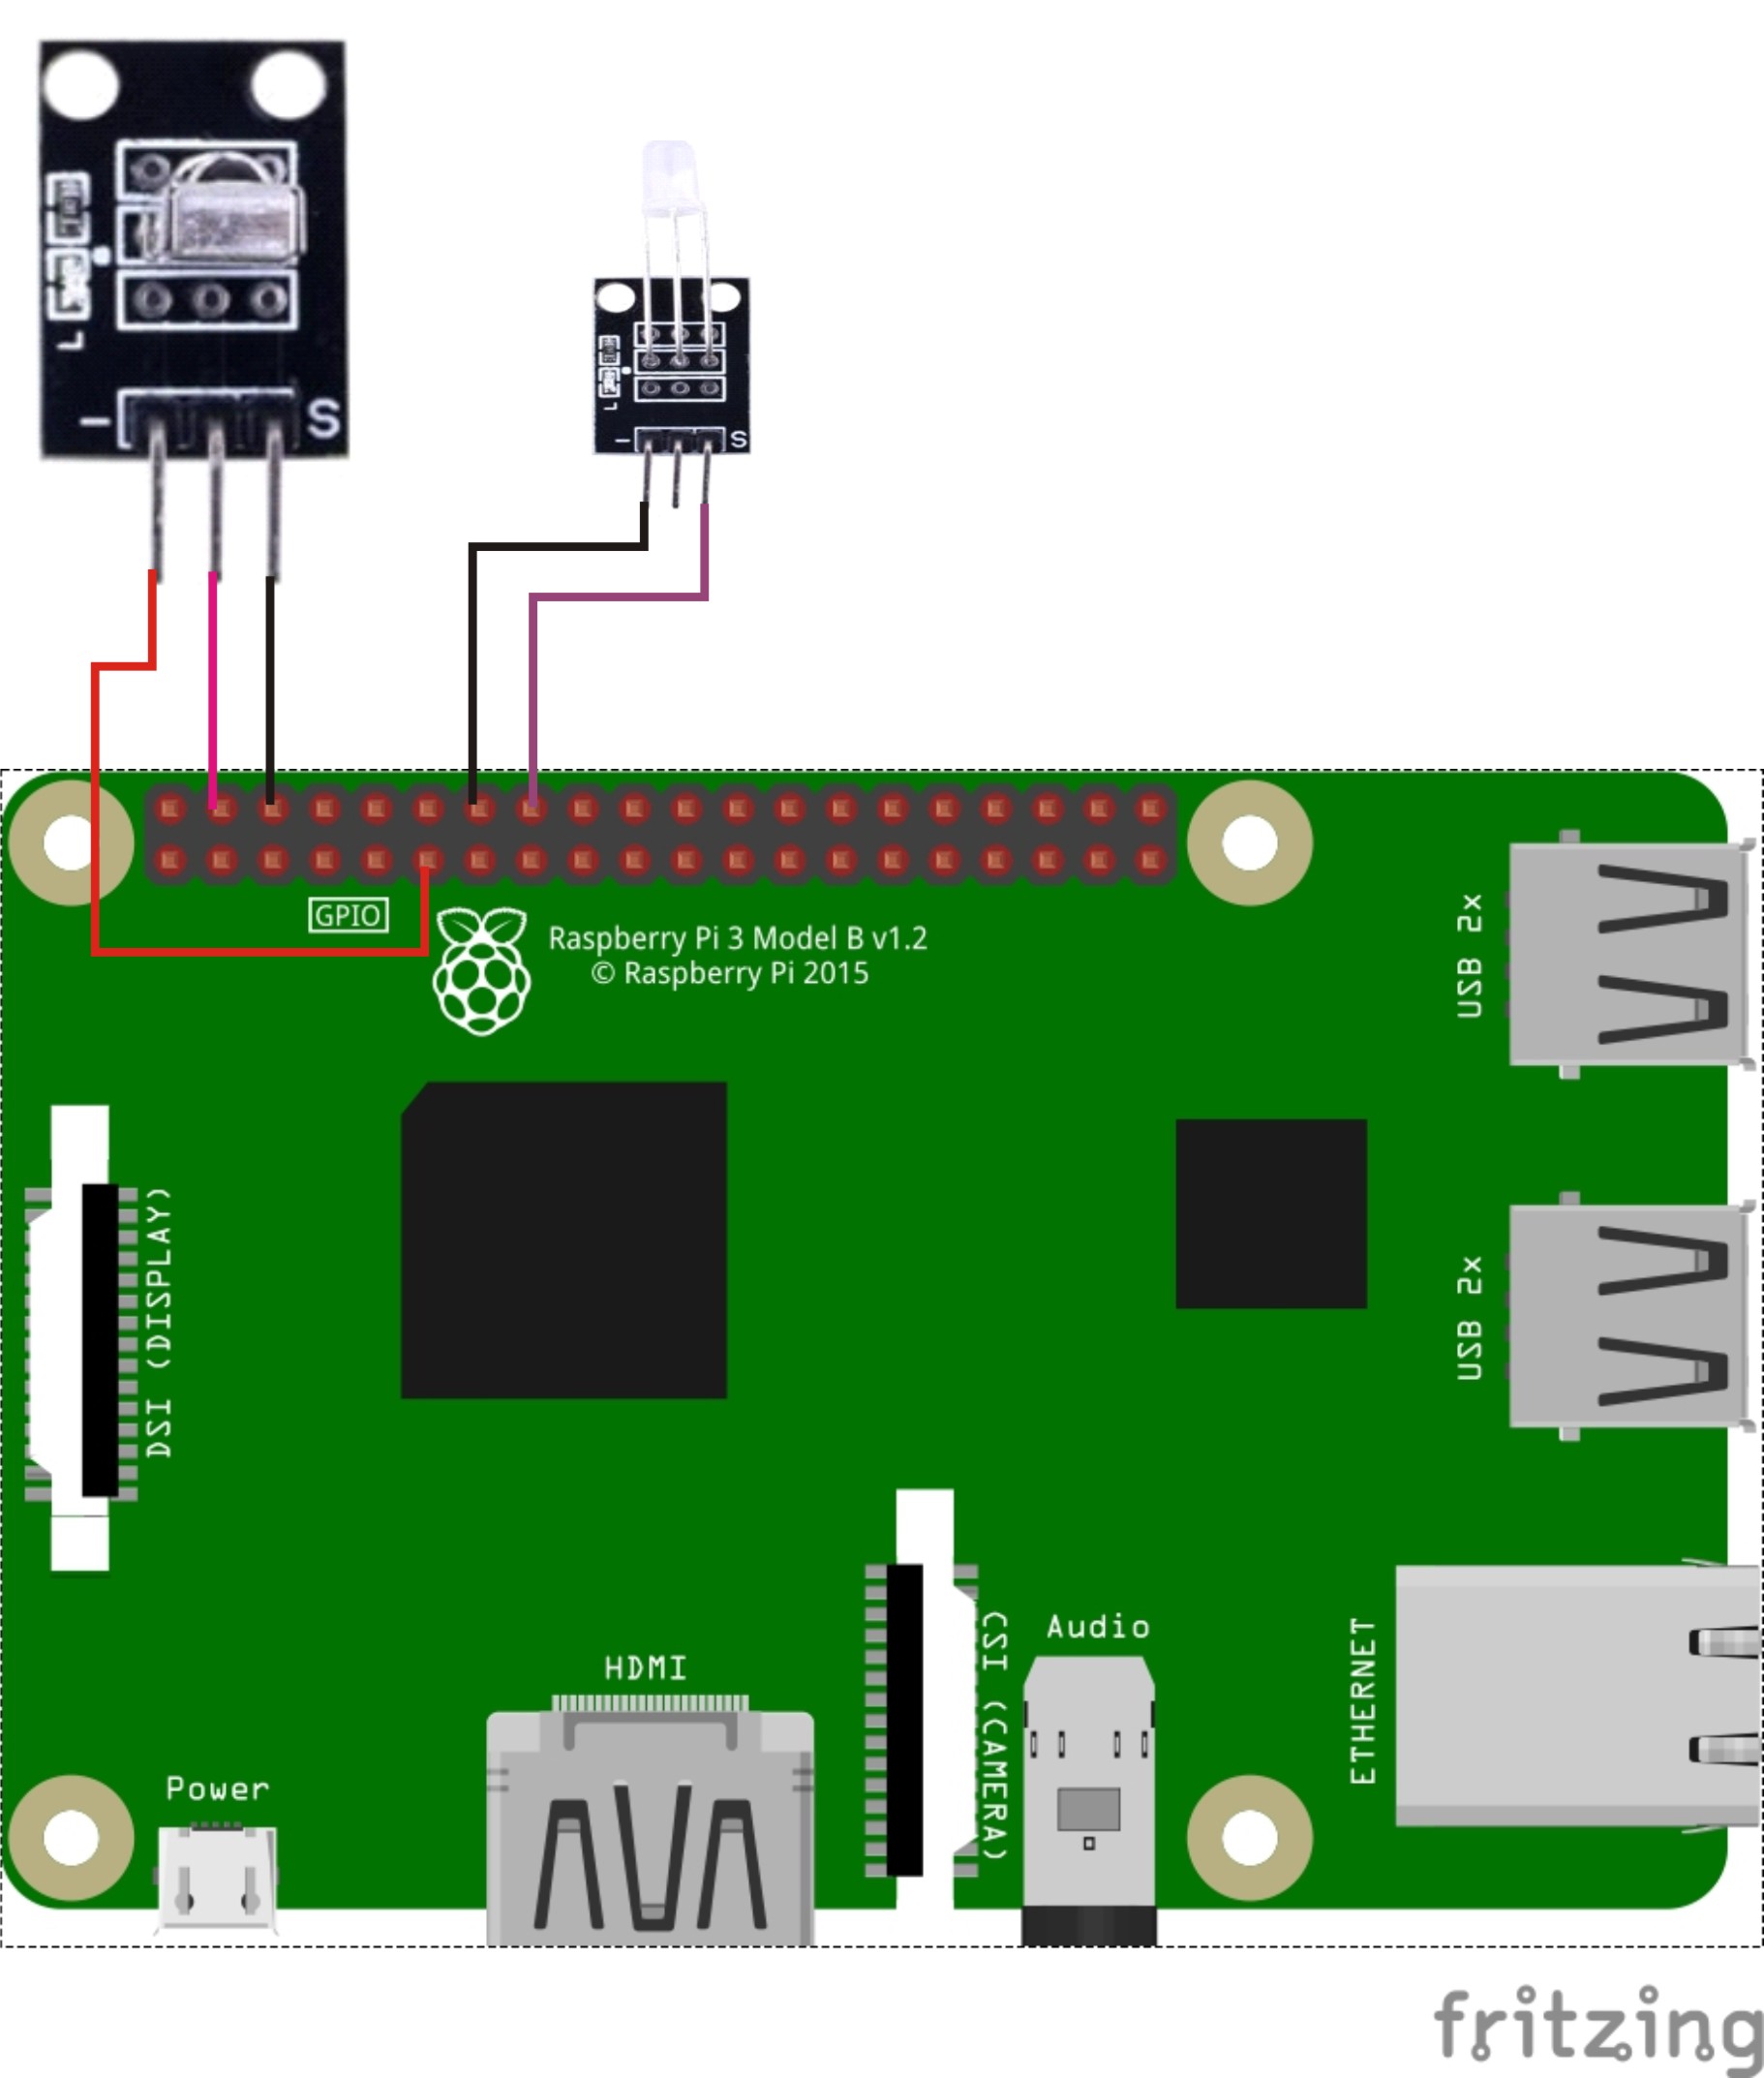 L
– S
L
– S
GPIO
Raspberry Pi 3 Model B v1.2
© Raspberry Pi 2015
USB 2x
DSI (DISPLAY)
USB 2x
HDMI
CSI (CAMERA)
Audio
ETHERNET
Power
fritzing